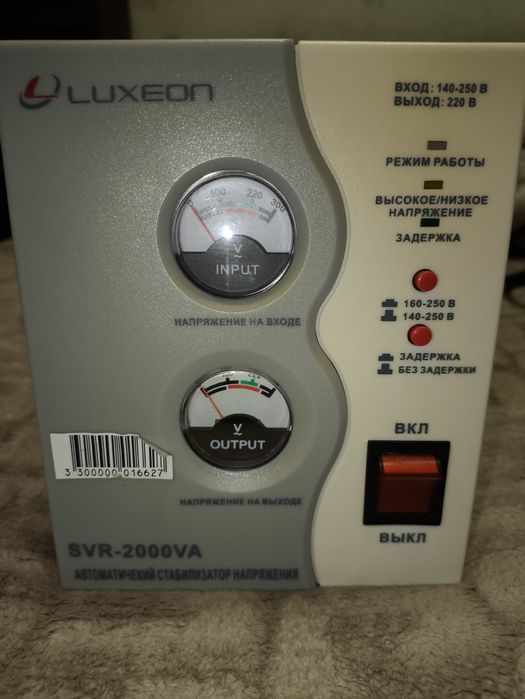 LUXEON
ВХОД: 140-250 В
ВЫХОД: 220 В
РЕЖИМ РАБОТЫ
ВЫСОКОЕ/НИЗКОЕ
НАПРЯЖЕНИЕ
ЗАДЕРЖКА
0 100 220 300
V
~
INPUT
НАПРЯЖЕНИЕ НА ВХОДЕ
160-250 В
140-250 В
ЗАДЕРЖКА
БЕЗ ЗАДЕРЖКИ
V
~
OUTPUT
НАПРЯЖЕНИЕ НА ВЫХОДЕ
ВКЛ
ВЫКЛ
3 300000 016627
SVR-2000VA
АВТОМАТИЧЕКИЙ СТАБИЛИЗАТОР НАПРЯЖЕНИЯ